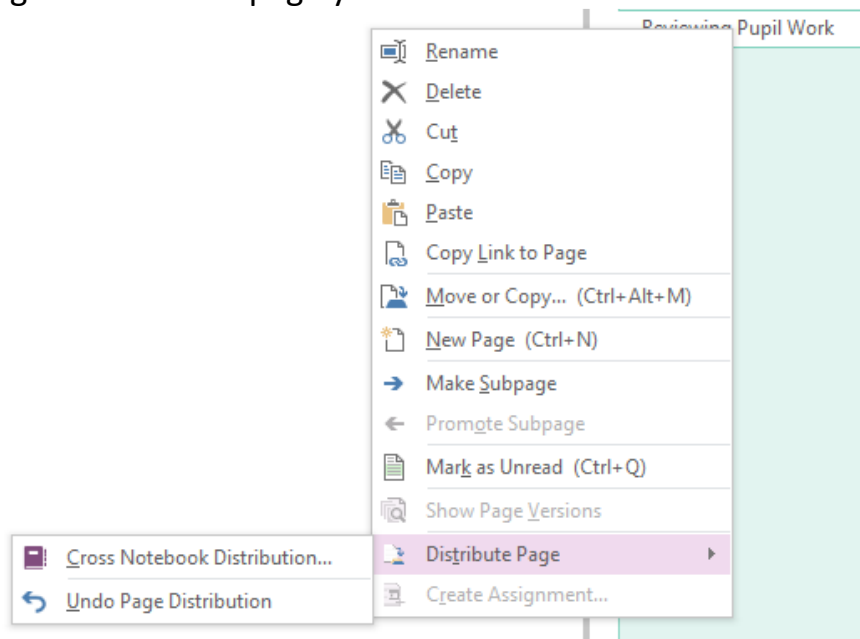 Reviewing Pupil Work
Rename
Delete
Cut
Copy
Paste
Copy Link to Page
Move or Copy... (Ctrl+Alt+M)
New Page (Ctrl+N)
Make Subpage
Promote Subpage
Mark as Unread (Ctrl+Q)
Show Page Versions
Distribute Page
Cross Notebook Distribution...
Undo Page Distribution
Create Assignment...